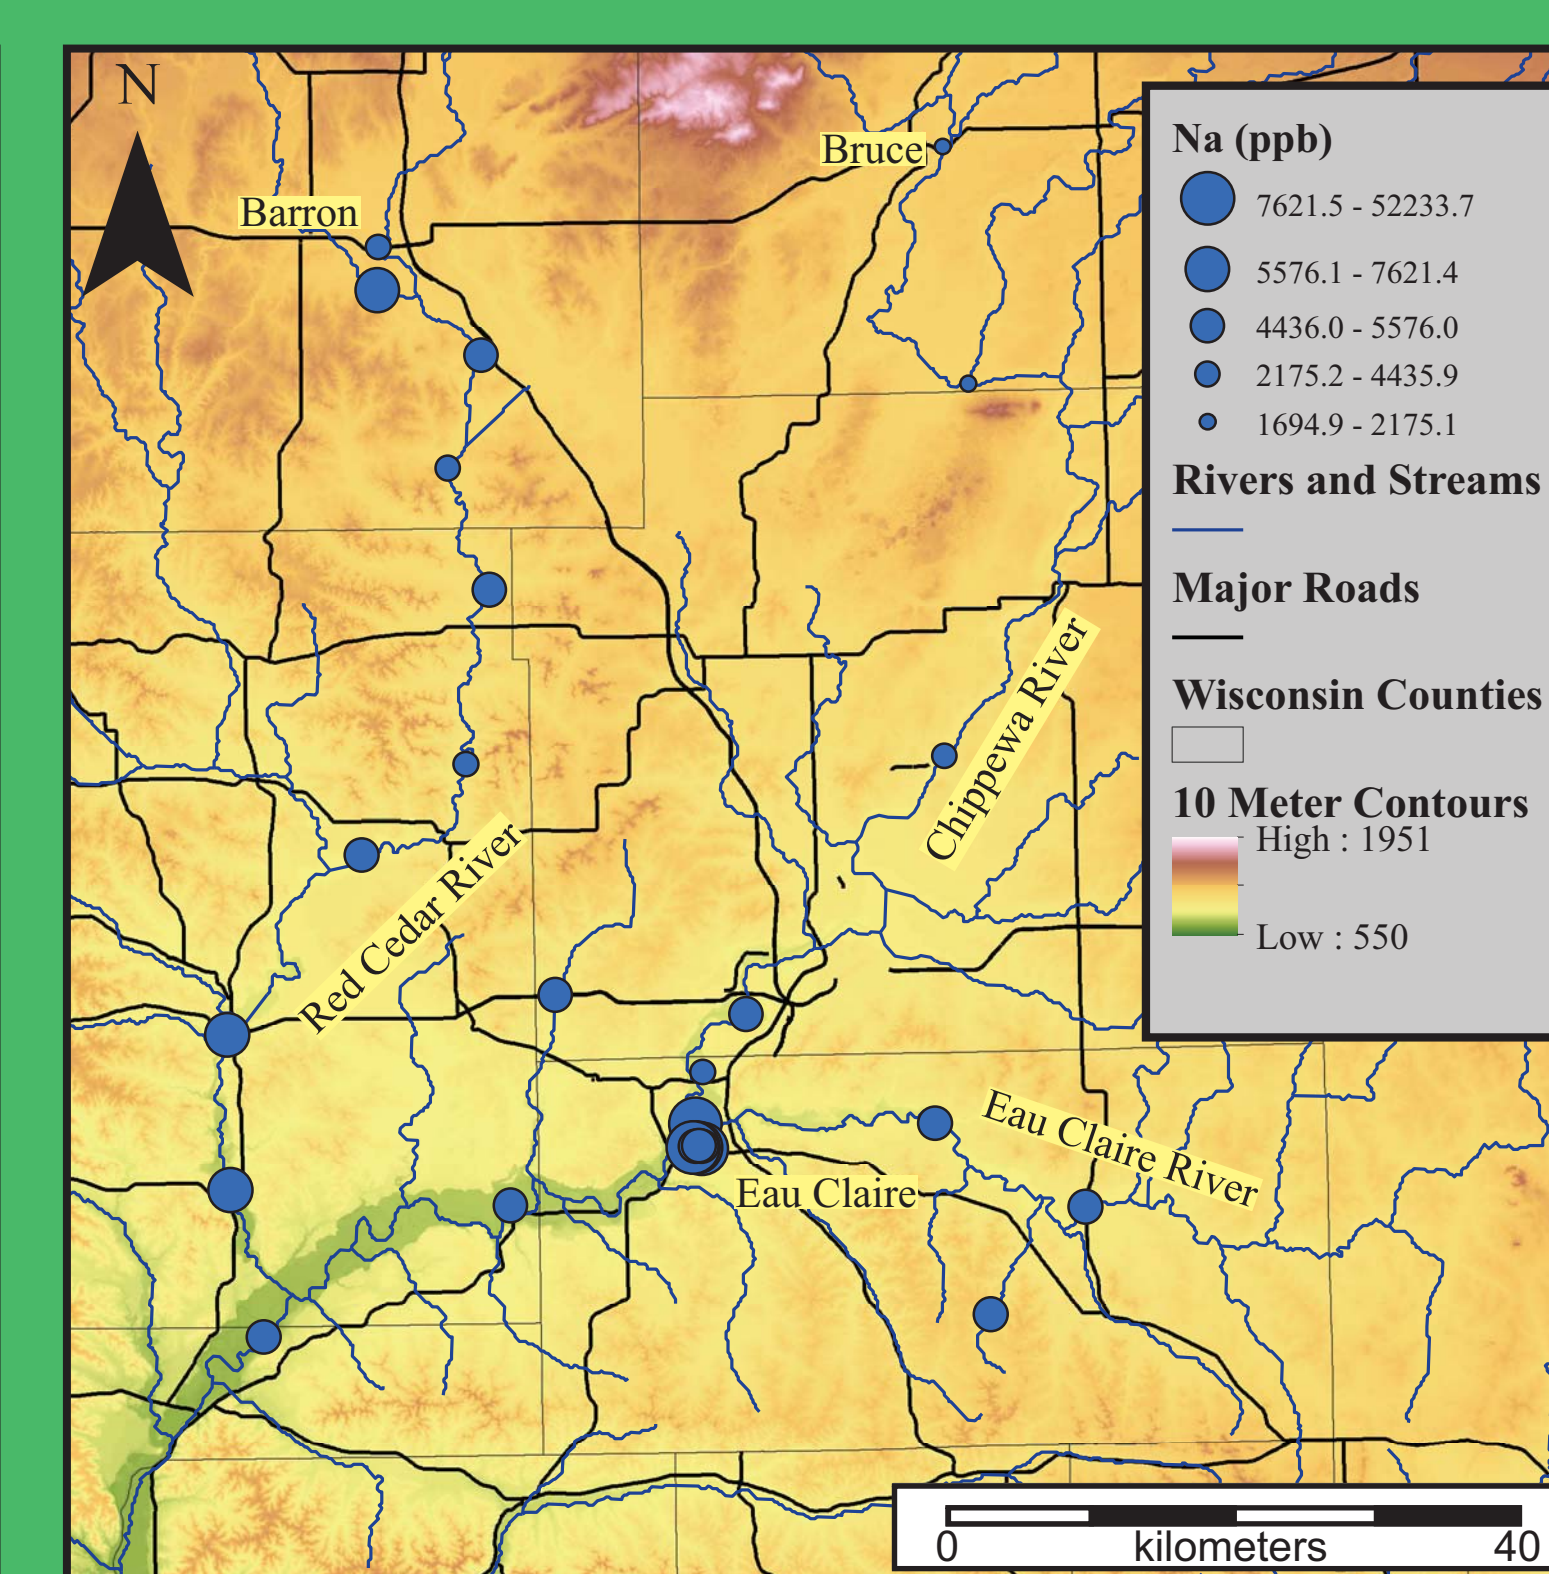 N
Bruce
Barron
Chippewa River
Red Cedar River
Eau Claire River
Eau Claire
Na (ppb)
7621.5 - 52233.7
5576.1 - 7621.4
4436.0 - 5576.0
2175.2 - 4435.9
1694.9 - 2175.1
Rivers and Streams
Major Roads
Wisconsin Counties
10 Meter Contours
High : 1951
Low : 550
0 kilometers 40